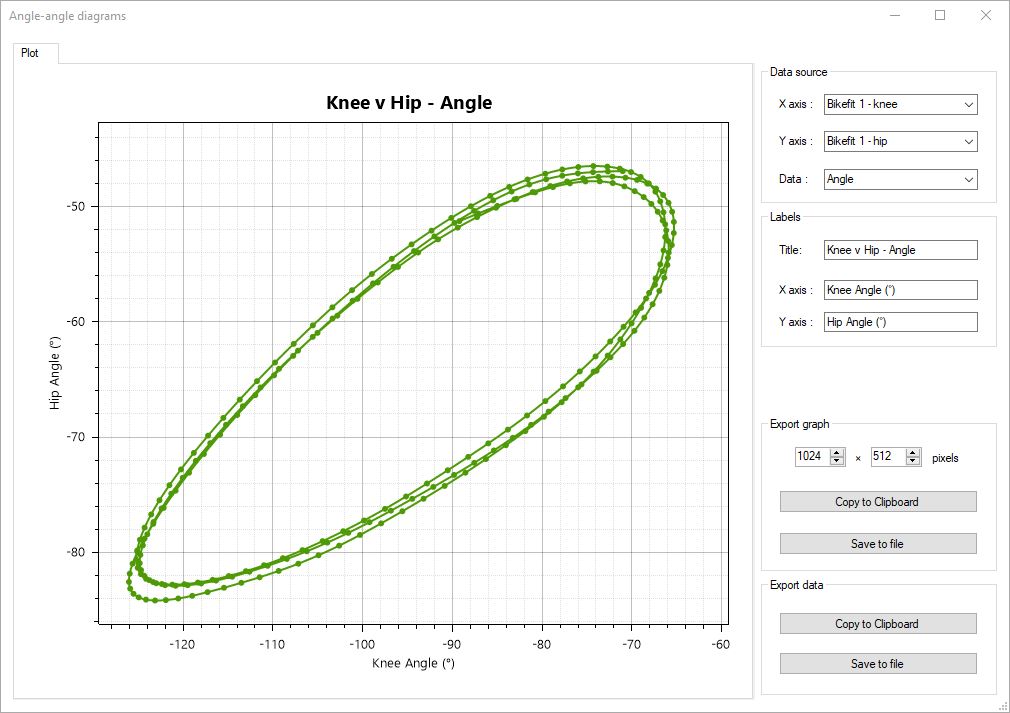 Angle-angle diagrams
Plot
Knee v Hip - Angle
-50
-60
-70
-80
Hip Angle (°)
-120 -110 -100 -90 -80 -70 -60
Knee Angle (°)
Data source
X axis : Bikefit 1 - knee
Y axis : Bikefit 1 - hip
Data : Angle
Labels
Title: Knee v Hip - Angle
X axis : Knee Angle (°)
Y axis : Hip Angle (°)
Export graph
1024 × 512 pixels
Copy to Clipboard
Save to file
Export data
Copy to Clipboard
Save to file